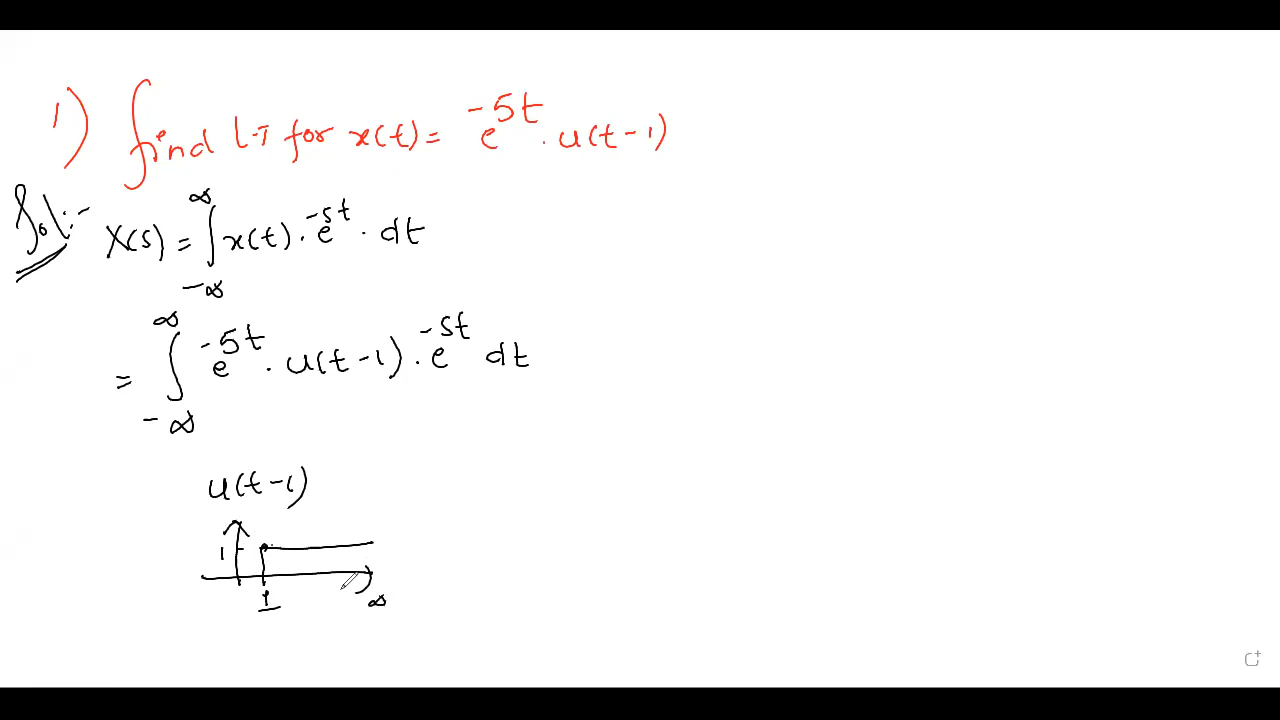 1) find L.T for x(t) = e^{-5t} . u(t-1)
Sol:-
X(s) = ∫_{-∞}^{∞} x(t) . e^{-st} . dt
= ∫_{-∞}^{∞} e^{-5t} . u(t-1) . e^{-st} dt
u(t-1)
1
1 ∞